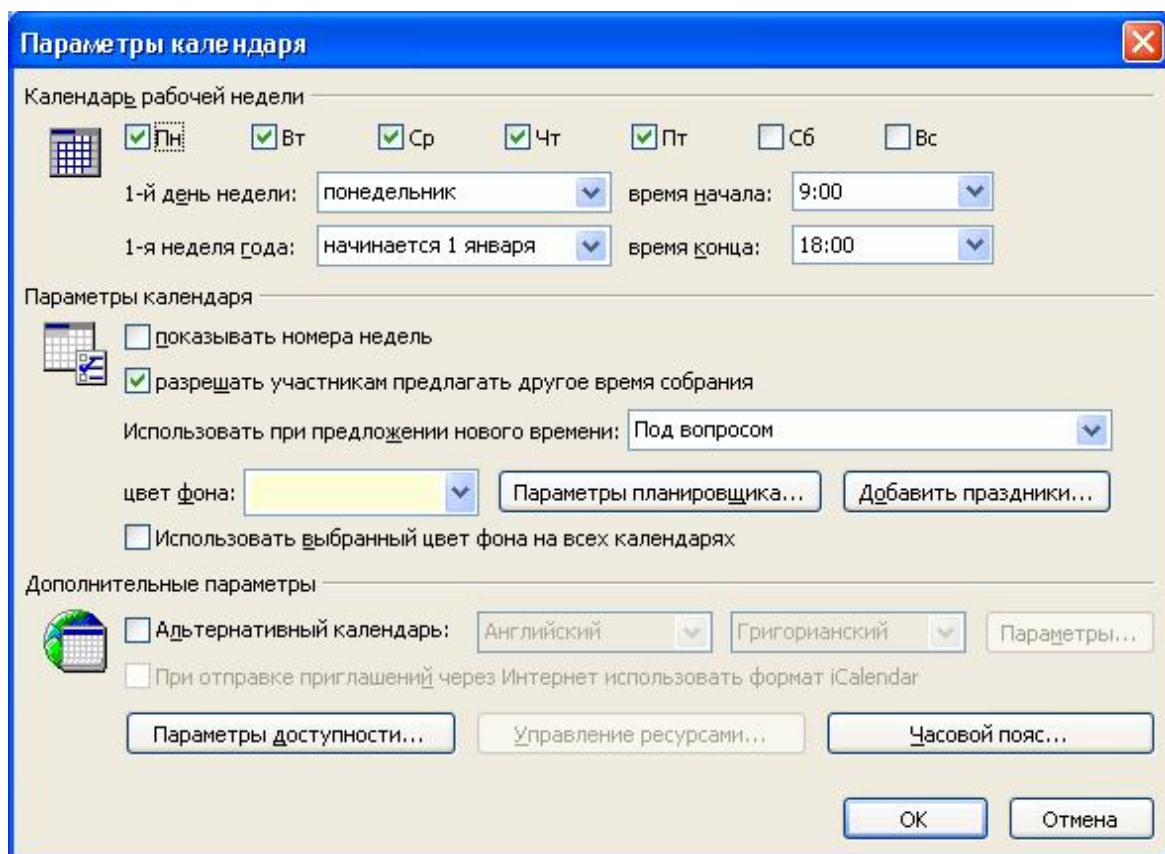 Параметры календаря
Календарь рабочей недели
Пн Вт Ср Чт Пт Сб Вс
1-й день недели: понедельник время начала: 9:00
1-я неделя года: начинается 1 января время конца: 18:00
Параметры календаря
показывать номера недель
разрешать участникам предлагать другое время собрания
Использовать при предложении нового времени: Под вопросом
цвет фона: Параметры планировщика... Добавить праздники...
Использовать выбранный цвет фона на всех календарях
Дополнительные параметры
Альтернативный календарь: Английский Григорианский Параметры...
При отправке приглашений через Интернет использовать формат iCalendar
Параметры доступности... Управление ресурсами... Часовой пояс...
ОК Отмена